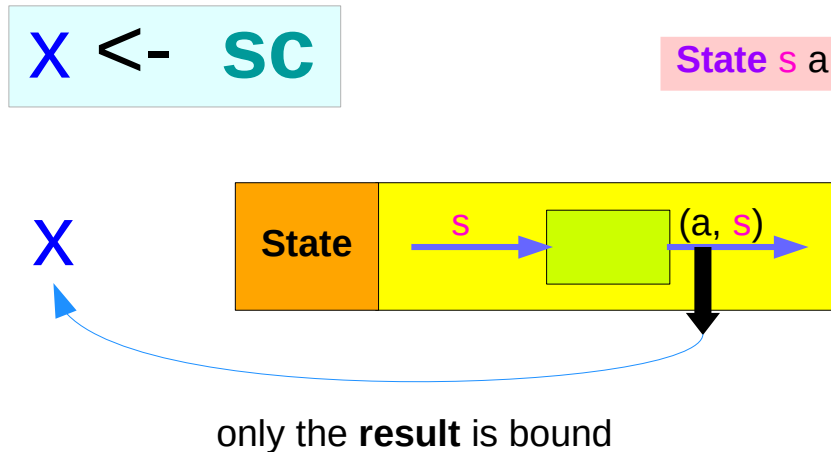 x <- sc
State s a
x
State
s
(a, s)
only the result is bound